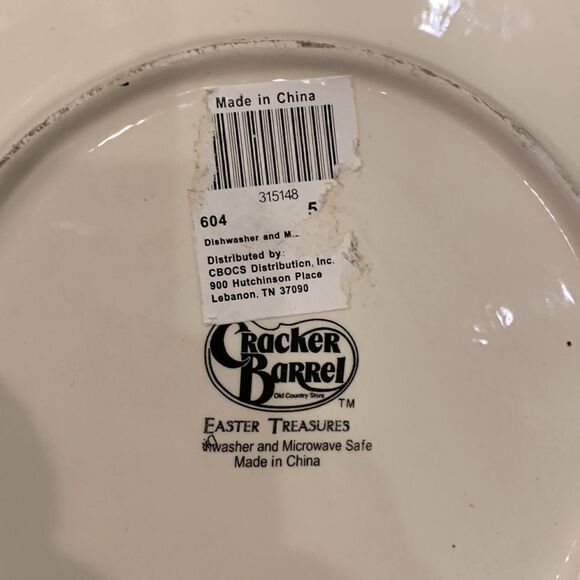 Made in China
315148
604 5
Dishwasher and M
Distributed by:
CBOCS Distribution, Inc.
900 Hutchinson Place
Lebanon, TN 37090
Cracker
Barrel
Old Country Store
TM
EASTER TREASURES
hwasher and Microwave Safe
Made in China